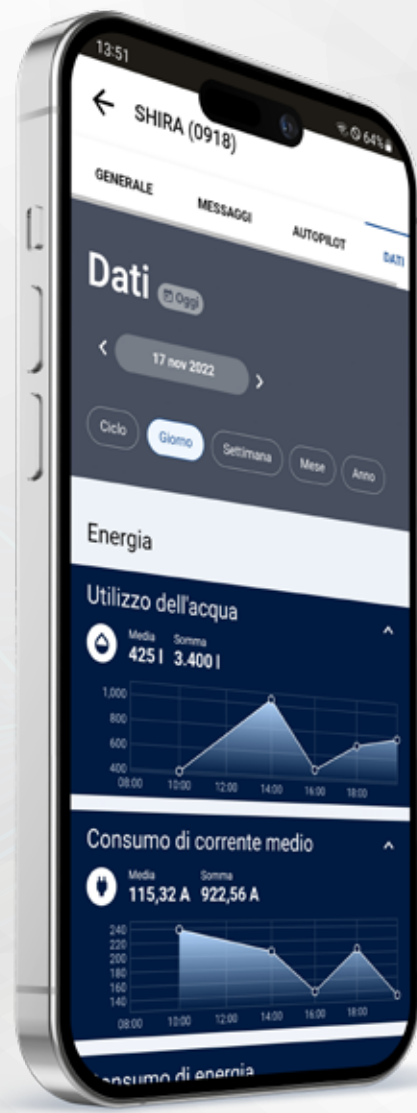 13:51
64%
SHIRA (0918)
GENERALE MESSAGGI AUTOPILOT DATI
Dati Oggi
17 nov 2022
Ciclo Giorno Settimana Mese Anno
Energia
Utilizzo dell'acqua
Media Somma
425 l 3.400 l
1,000
800
600
400
08:00 10:00 12:00 14:00 16:00 18:00
Consumo di corrente medio
Media Somma
115,32 A 922,56 A
240
220
200
180
160
140
08:00 10:00 12:00 14:00 16:00 18:00
Consumo di energia